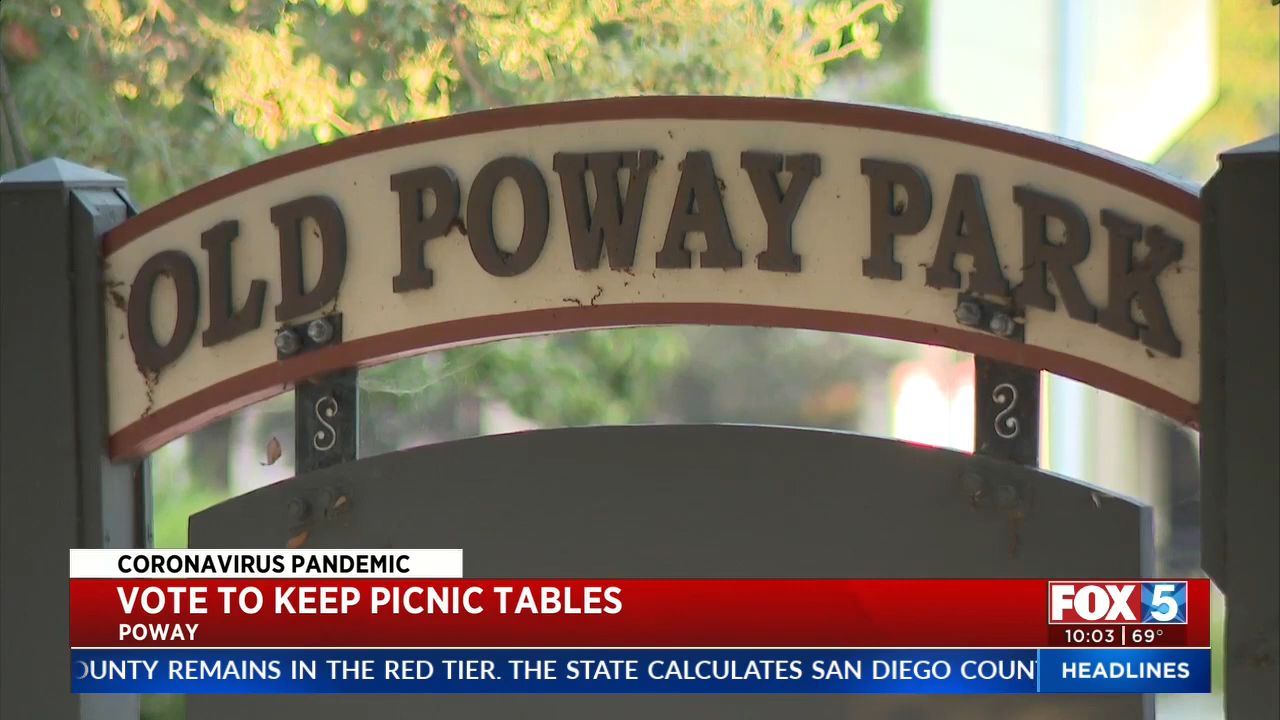 OLD POWAY PARK
CORONAVIRUS PANDEMIC
VOTE TO KEEP PICNIC TABLES
POWAY
FOX 5
10:03 | 69°
OUNTY REMAINS IN THE RED TIER. THE STATE CALCULATES SAN DIEGO COUN
HEADLINES